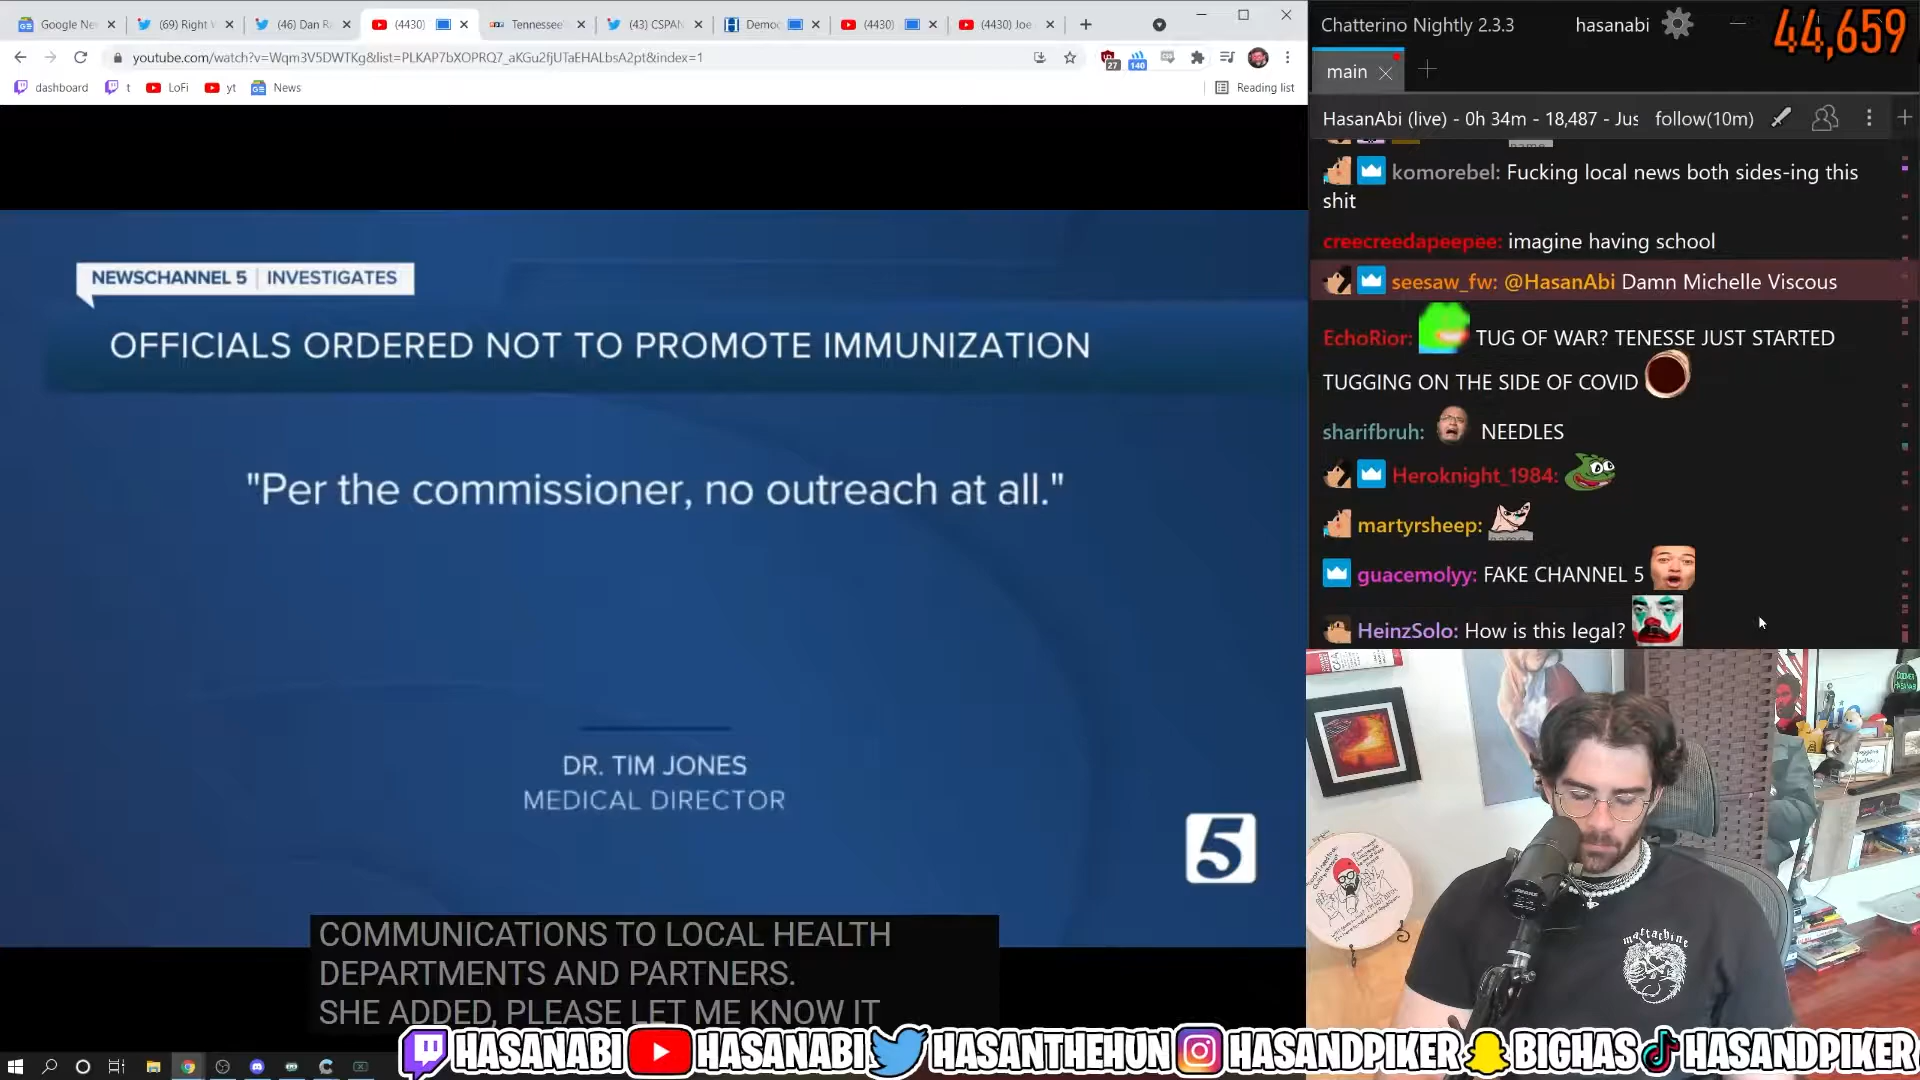 Google Ne
(69) Right
(46) Dan R
(4430)
Tennessee
(43) CSPAN
Democ
(4430)
(4430) Joe
youtube.com/watch?v=Wqm3V5DWTKg&list=PLKAP7bXOPRQ7_aKGu2fjUTaEHALbsA2pt&index=1
27
140
dashboard
t
LoFi
yt
News
Reading list
NEWSCHANNEL 5 | INVESTIGATES
OFFICIALS ORDERED NOT TO PROMOTE IMMUNIZATION
"Per the commissioner, no outreach at all."
DR. TIM JONES
MEDICAL DIRECTOR
5
COMMUNICATIONS TO LOCAL HEALTH
DEPARTMENTS AND PARTNERS.
SHE ADDED, PLEASE LET ME KNOW IT
Chatterino Nightly 2.3.3
hasanabi
44,659
main
HasanAbi (live) - 0h 34m - 18,487 - Jus
follow(10m)
komorebel: Fucking local news both sides-ing this
shit
creecreedapeepee: imagine having school
seesaw_fw: @HasanAbi Damn Michelle Viscous
EchoRior: TUG OF WAR? TENESSE JUST STARTED
TUGGING ON THE SIDE OF COVID
sharifbruh: NEEDLES
Heroknight_1984:
martyrsheep:
guacemolyy: FAKE CHANNEL 5
HeinzSolo: How is this legal?
HASANABI HASANABI HASANTHEHUN HASANDPIKER BIGHAS HASANDPIKER